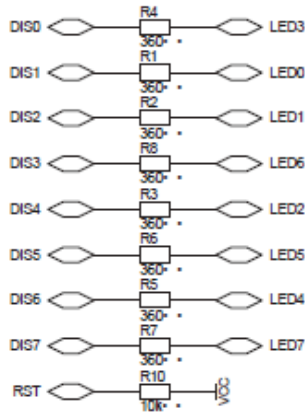 R4
DIS0 LED3
360
R1
DIS1 LED0
360
R2
DIS2 LED1
360
R8
DIS3 LED6
360
R3
DIS4 LED2
360
R6
DIS5 LED5
360
R5
DIS6 LED4
360
R7
DIS7 LED7
360
R10
RST VCC
10k